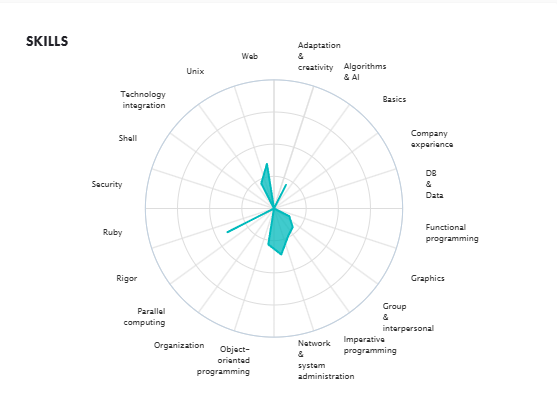 SKILLS
Adaptation
&
creativity
Algorithms
& AI
Basics
Company
experience
DB
&
Data
Functional
programming
Graphics
Group
&
interpersonal
Imperative
programming
Network
&
system
administration
Object-
oriented
programming
Organization
Parallel
computing
Rigor
Ruby
Security
Shell
Technology
integration
Unix
Web